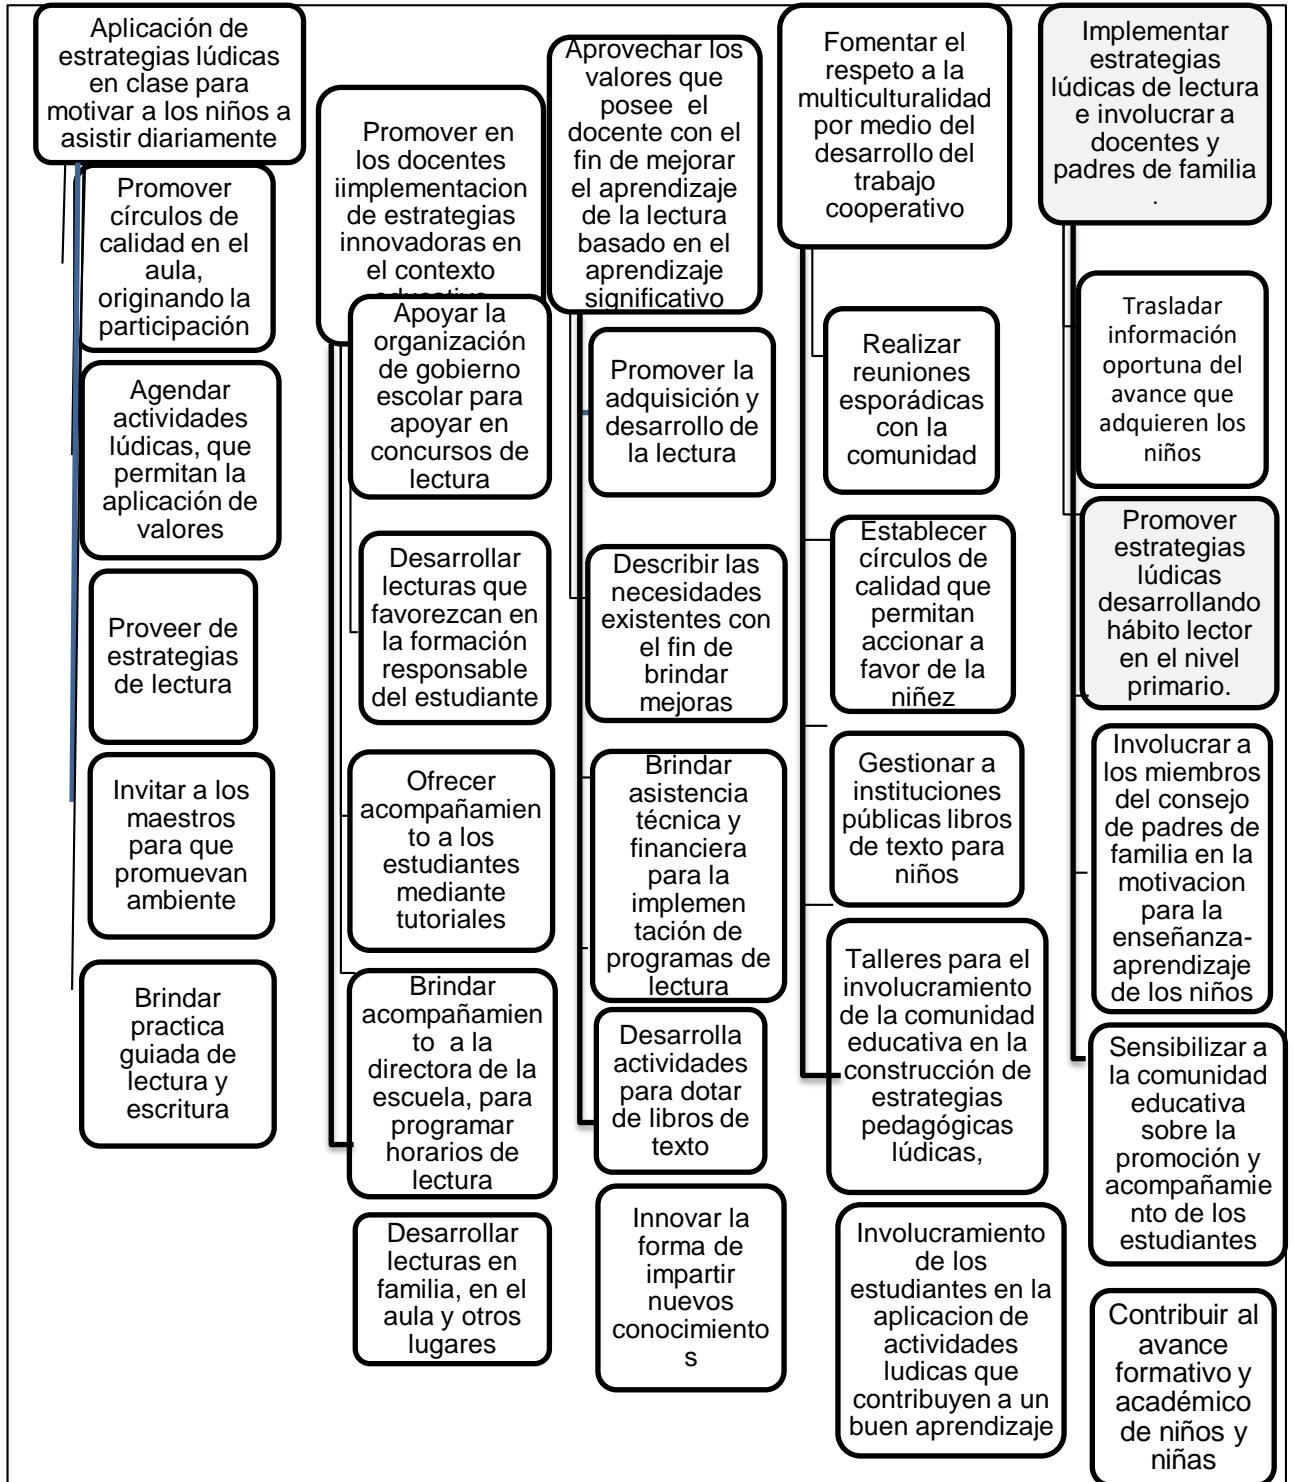 Aplicación de
estrategias lúdicas
en clase para
motivar a los niños a
asistir diariamente
Promover
círculos de
calidad en el
aula,
originando la
participación
Agendar
actividades
lúdicas, que
permitan la
aplicación de
valores
Proveer de
estrategias
de lectura
Invitar a los
maestros
para que
promuevan
ambiente
Brindar
practica
guiada de
lectura y
escritura
Promover en
los docentes
iimplementacion
de estrategias
innovadoras en
el contexto
Apoyar la
organización
de gobierno
escolar para
apoyar en
concursos de
lectura
Desarrollar
lecturas que
favorezcan en
la formación
responsable
del estudiante
Ofrecer
acompañamien
to a los
estudiantes
mediante
tutoriales
Brindar
acompañamien
to a la
directora de la
escuela, para
programar
horarios de
lectura
Desarrollar
lecturas en
familia, en el
aula y otros
lugares
Aprovechar los
valores que
posee el
docente con el
fin de mejorar
el aprendizaje
de la lectura
basado en el
aprendizaje
significativo
Promover la
adquisición y
desarrollo de
la lectura
Describir las
necesidades
existentes con
el fin de
brindar
mejoras
Brindar
asistencia
técnica y
financiera
para la
implemen
tación de
programas de
lectura
Desarrolla
actividades
para dotar
de libros de
texto
Innovar la
forma de
impartir
nuevos
conocimiento
s
Fomentar el
respeto a la
multiculturalidad
por medio del
desarrollo del
trabajo
cooperativo
Realizar
reuniones
esporádicas
con la
comunidad
Establecer
círculos de
calidad que
permitan
accionar a
favor de la
niñez
Gestionar a
instituciones
públicas libros
de texto para
niños
Talleres para el
involucramiento
de la comunidad
educativa en la
construcción de
estrategias
pedagógicas
lúdicas,
Involucramiento
de los
estudiantes en la
aplicacion de
actividades
ludicas que
contribuyen a un
buen aprendizaje
Implementar
estrategias
lúdicas de lectura
e involucrar a
docentes y
padres de familia
.
Trasladar
información
oportuna del
avance que
adquieren los
niños
Promover
estrategias
lúdicas
desarrollando
hábito lector
en el nivel
primario.
Involucrar a
los miembros
del consejo
de padres de
familia en la
motivacion
para la
enseñanza-
aprendizaje
de los niños
Sensibilizar a
la comunidad
educativa
sobre la
promoción y
acompañamie
nto de los
estudiantes
Contribuir al
avance
formativo y
académico
de niños y
niñas